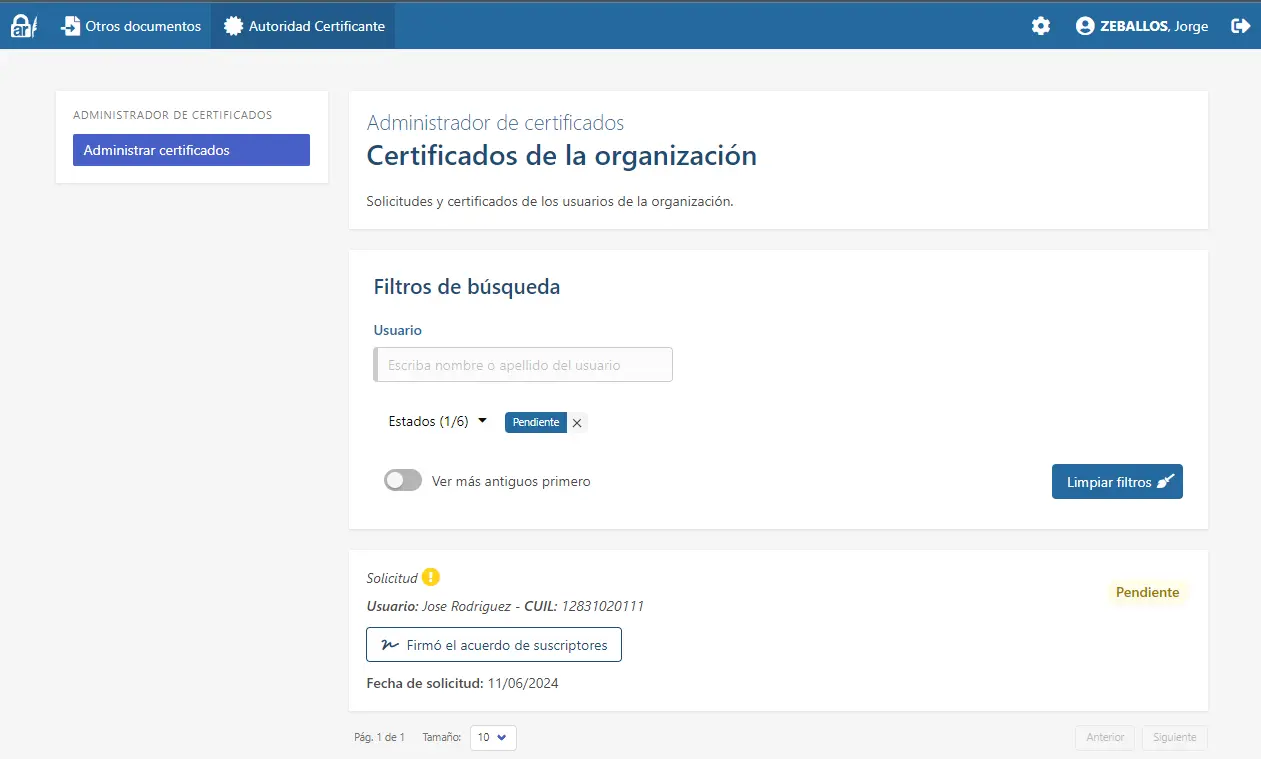 ar
Otros documentos
Autoridad Certificante
ZEBALLOS, Jorge
ADMINISTRADOR DE CERTIFICADOS
Administrar certificados
Administrador de certificados
Certificados de la organización
Solicitudes y certificados de los usuarios de la organización.
Filtros de búsqueda
Usuario
Escriba nombre o apellido del usuario
Estados (1/6)
Pendiente
Ver más antiguos primero
Limpiar filtros
Solicitud
Pendiente
Usuario: Jose Rodriguez - CUIL: 12831020111
Firmó el acuerdo de suscriptores
Fecha de solicitud: 11/06/2024
Pág. 1 de 1 Tamaño: 10
Anterior Siguiente